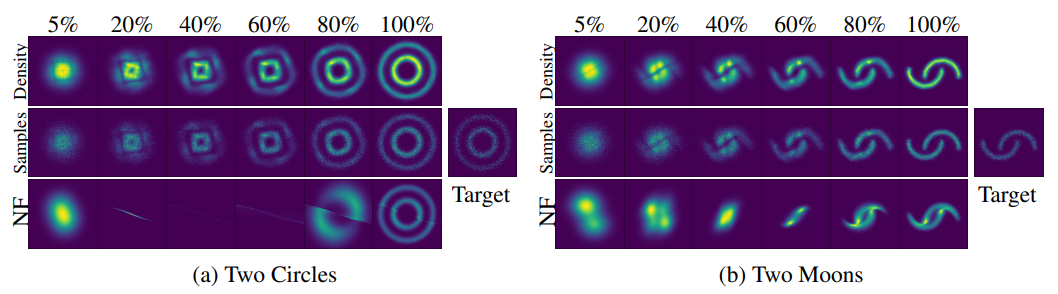 5% 20% 40% 60% 80% 100%
Density
Samples
NF
Target
(a) Two Circles
5% 20% 40% 60% 80% 100%
Density
Samples
NF
Target
(b) Two Moons